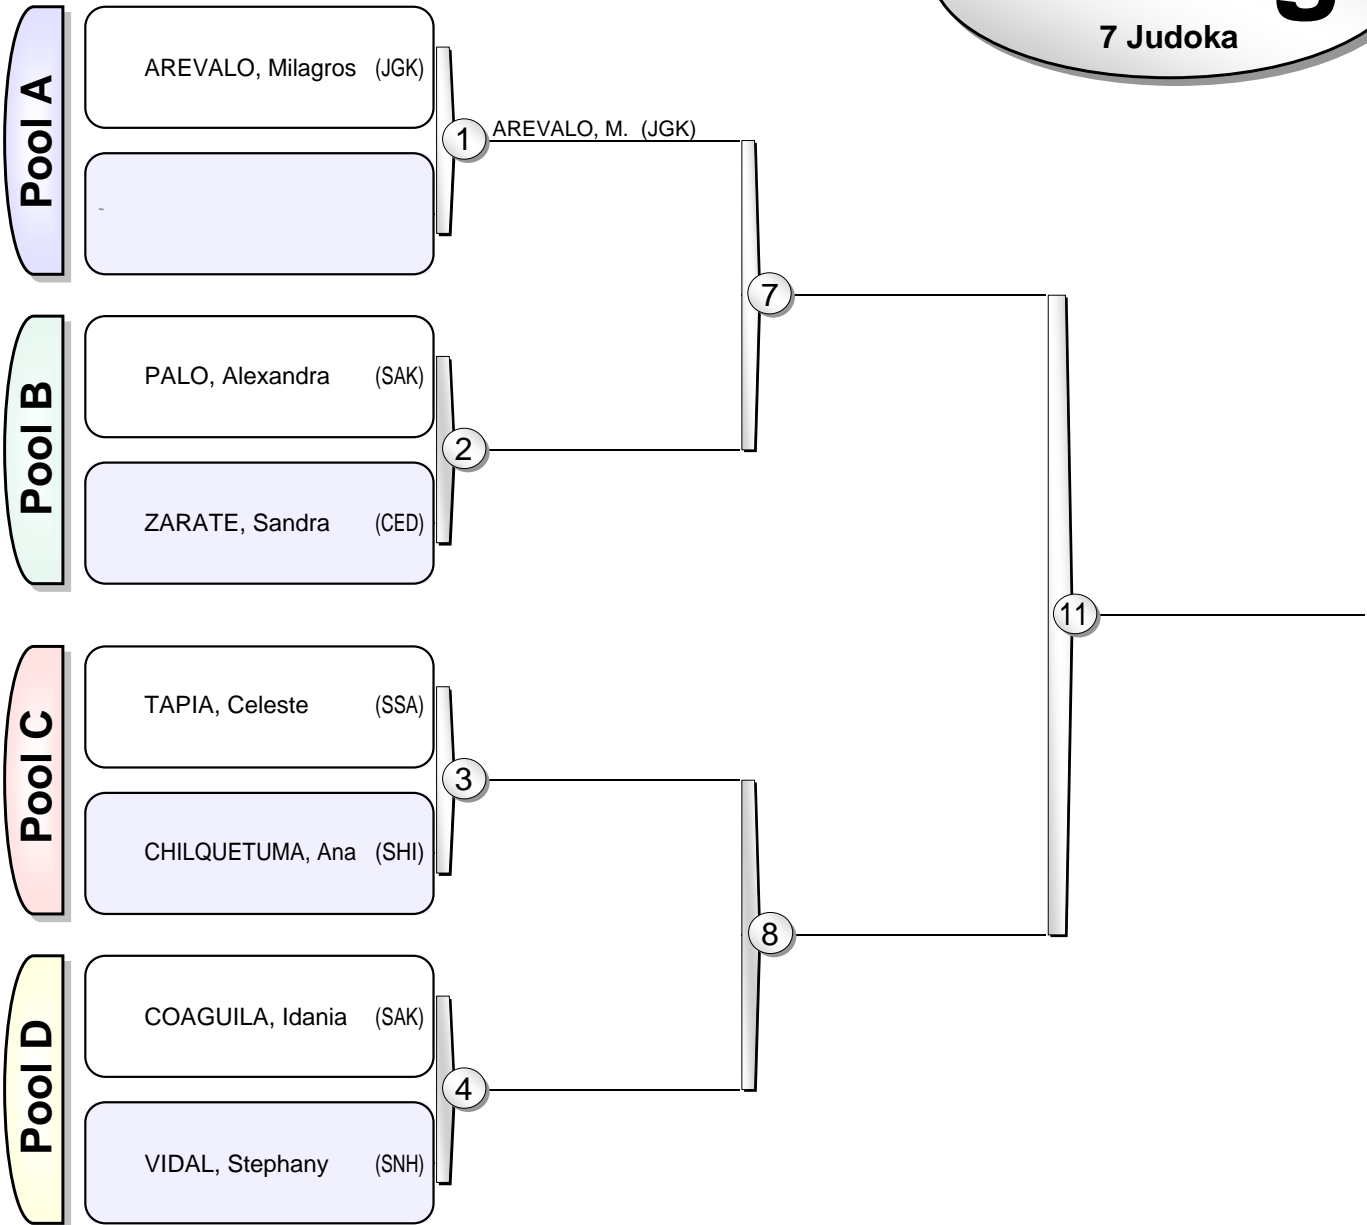 7 Judoka
Pool A
AREVALO, Milagros (JGK)
-
1
AREVALO, M. (JGK)
7
Pool B
PALO, Alexandra (SAK)
2
ZARATE, Sandra (CED)
11
Pool C
TAPIA, Celeste (SSA)
3
CHILQUETUMA, Ana (SHI)
8
Pool D
COAGUILA, Idania (SAK)
4
VIDAL, Stephany (SNH)